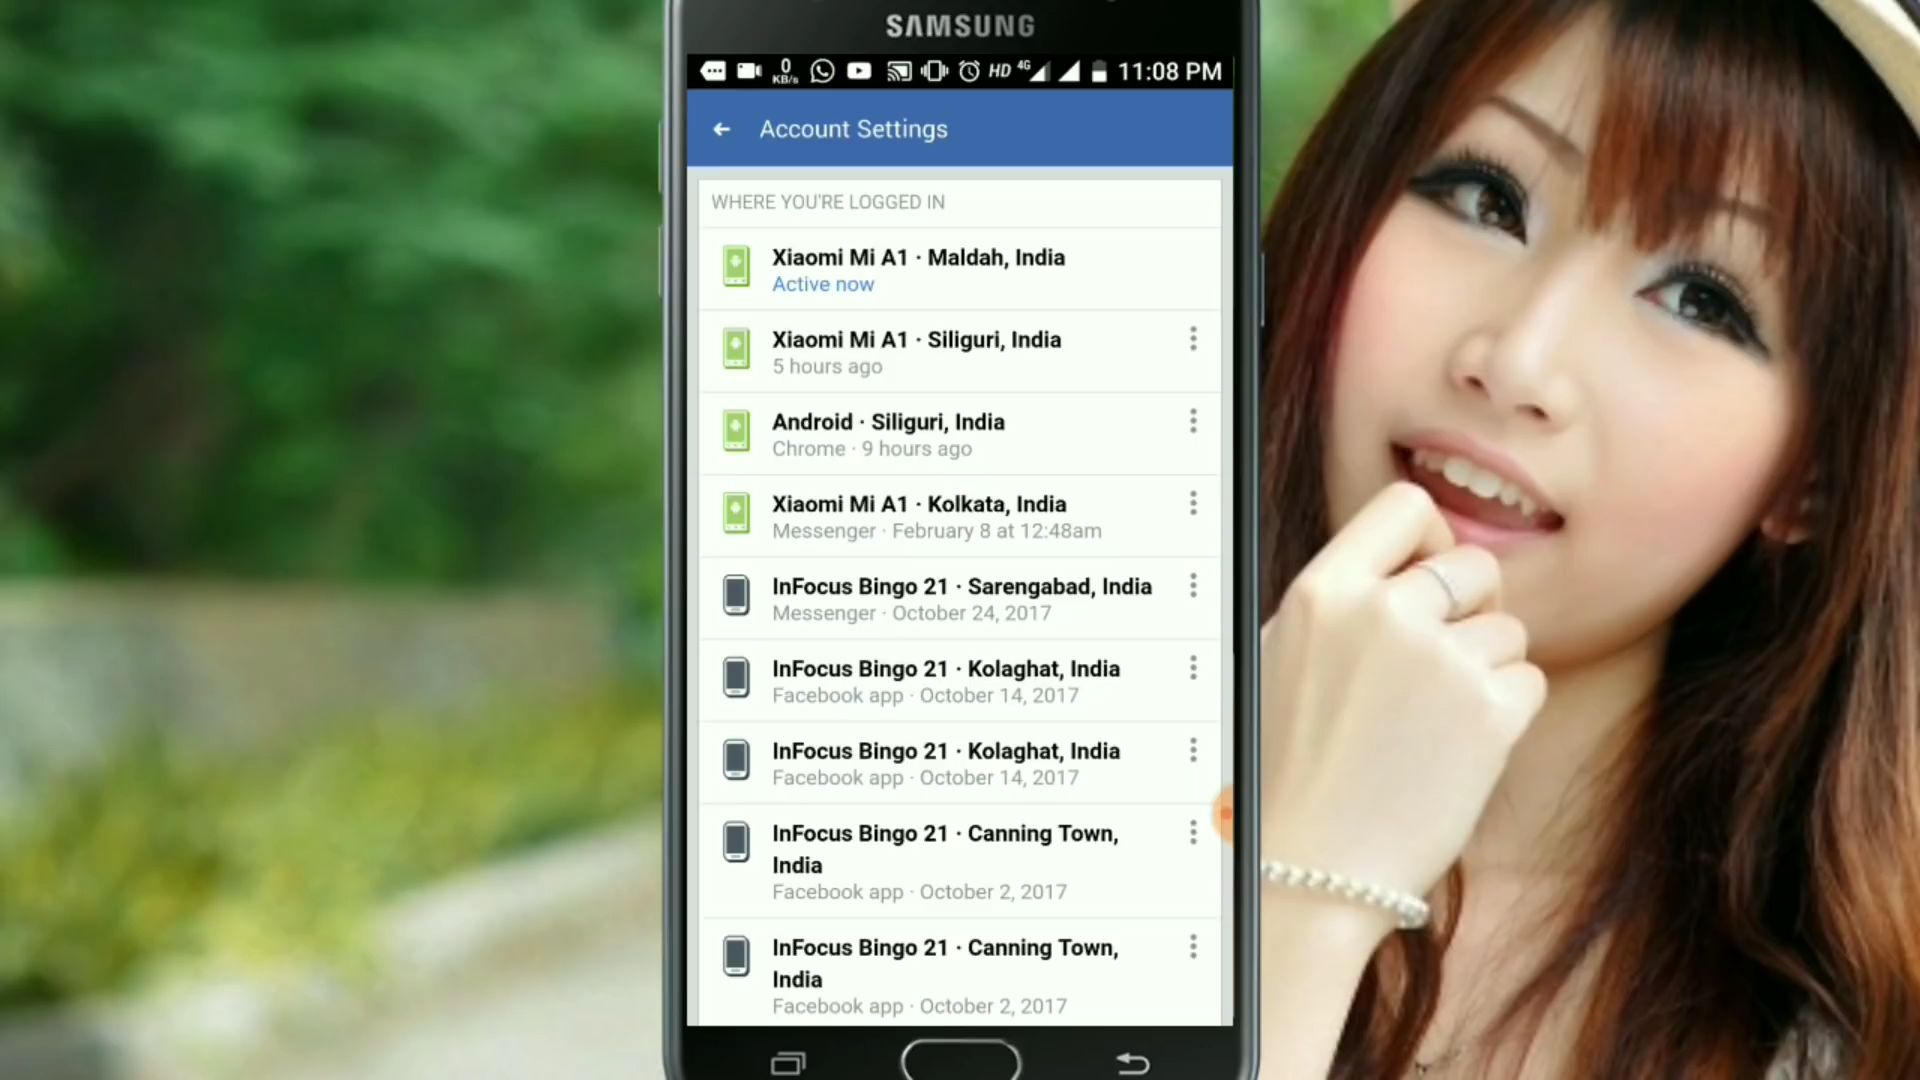 SAMSUNG
0 KB/s HD 4G 11:08 PM
Account Settings
WHERE YOU'RE LOGGED IN
Xiaomi Mi A1 · Maldah, India
Active now
Xiaomi Mi A1 · Siliguri, India
5 hours ago
Android · Siliguri, India
Chrome · 9 hours ago
Xiaomi Mi A1 · Kolkata, India
Messenger · February 8 at 12:48am
InFocus Bingo 21 · Sarengabad, India
Messenger · October 24, 2017
InFocus Bingo 21 · Kolaghat, India
Facebook app · October 14, 2017
InFocus Bingo 21 · Kolaghat, India
Facebook app · October 14, 2017
InFocus Bingo 21 · Canning Town,
India
Facebook app · October 2, 2017
InFocus Bingo 21 · Canning Town,
India
Facebook app · October 2, 2017